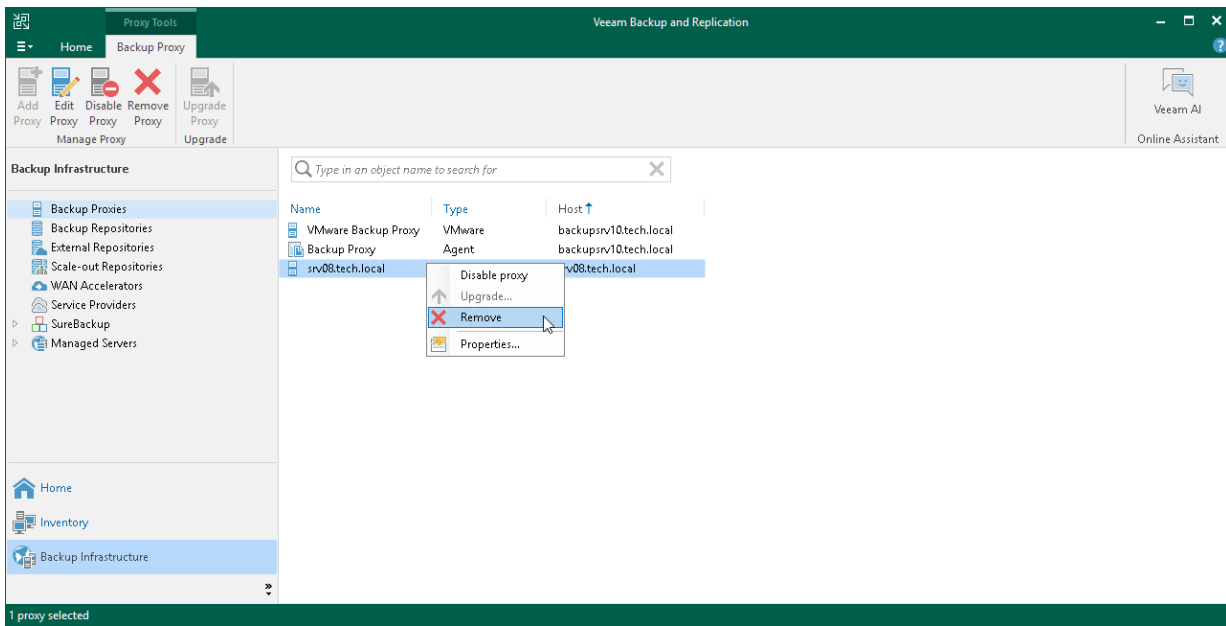 Proxy Tools
Veeam Backup and Replication
Home
Backup Proxy
?
Add Proxy
Edit Proxy
Disable Proxy
Remove Proxy
Upgrade Proxy
Manage Proxy
Upgrade
Veeam AI
Online Assistant
Backup Infrastructure
Backup Proxies
Backup Repositories
External Repositories
Scale-out Repositories
WAN Accelerators
Service Providers
SureBackup
Managed Servers
Home
Inventory
Backup Infrastructure
Type in an object name to search for
Name Type Host
VMware Backup Proxy VMware backupsrv10.tech.local
Backup Proxy Agent backupsrv10.tech.local
srv08.tech.local rv08.tech.local
Disable proxy
Upgrade...
Remove
Properties...
1 proxy selected